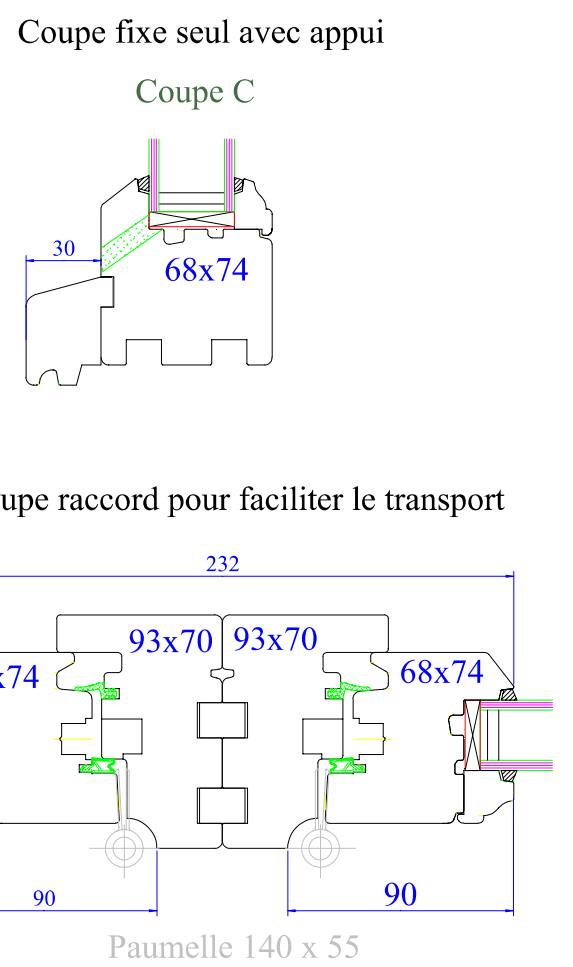 Coupe fixe seul avec appui
Coupe C
30
68x74
upe raccord pour faciliter le transport
232
93x70 93x70
x74
68x74
90
90
Paumelle 140 x 55